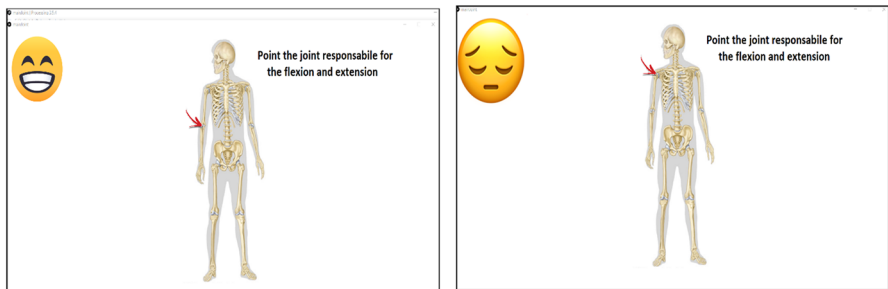 Point the joint responsabile for
the flexion and extension
Point the joint responsabile for
the flexion and extension